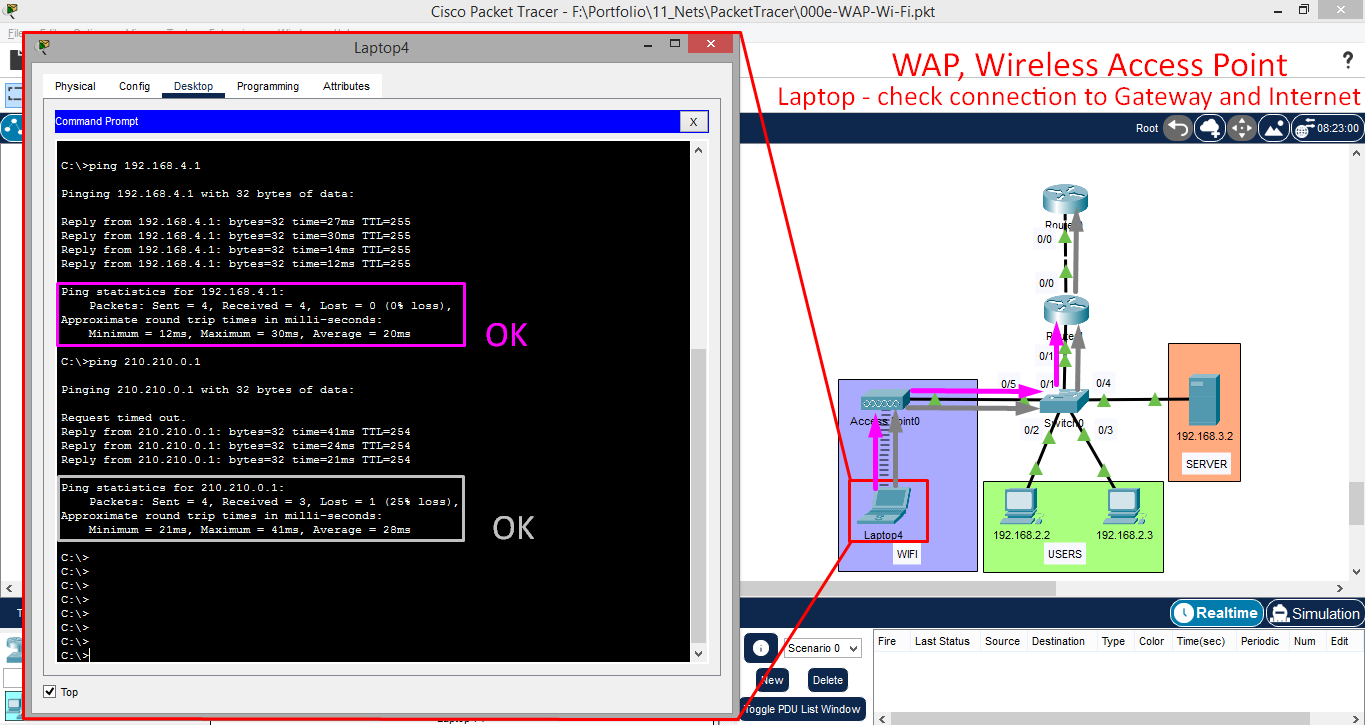 Cisco Packet Tracer - F:\Portfolio\11_Nets\PacketTracer\000e-WAP-Wi-Fi.pkt
WAP, Wireless Access Point
Laptop - check connection to Gateway and Internet
?
Root
08:23:00
Laptop4
Physical Config Desktop Programming Attributes
Command Prompt
X
C:\>ping 192.168.4.1
Pinging 192.168.4.1 with 32 bytes of data:
Reply from 192.168.4.1: bytes=32 time=27ms TTL=255
Reply from 192.168.4.1: bytes=32 time=30ms TTL=255
Reply from 192.168.4.1: bytes=32 time=14ms TTL=255
Reply from 192.168.4.1: bytes=32 time=12ms TTL=255
Ping statistics for 192.168.4.1:
Packets: Sent = 4, Received = 4, Lost = 0 (0% loss),
Approximate round trip times in milli-seconds:
Minimum = 12ms, Maximum = 30ms, Average = 20ms
OK
C:\>ping 210.210.0.1
Pinging 210.210.0.1 with 32 bytes of data:
Request timed out.
Reply from 210.210.0.1: bytes=32 time=41ms TTL=254
Reply from 210.210.0.1: bytes=32 time=24ms TTL=254
Reply from 210.210.0.1: bytes=32 time=21ms TTL=254
Ping statistics for 210.210.0.1:
Packets: Sent = 4, Received = 3, Lost = 1 (25% loss),
Approximate round trip times in milli-seconds:
Minimum = 21ms, Maximum = 41ms, Average = 28ms
OK
C:\>
C:\>
C:\>
C:\>
C:\>
C:\>
C:\>
C:\>
Top
0/0
0/0
0/1
0/5 0/1 0/4
Switch0
0/2 0/3
192.168.3.2
SERVER
Laptop4
WIFI
192.168.2.2 192.168.2.3
USERS
Realtime Simulation
Scenario 0
New Delete
Toggle PDU List Window
Fire Last Status Source Destination Type Color Time(sec) Periodic Num Edit